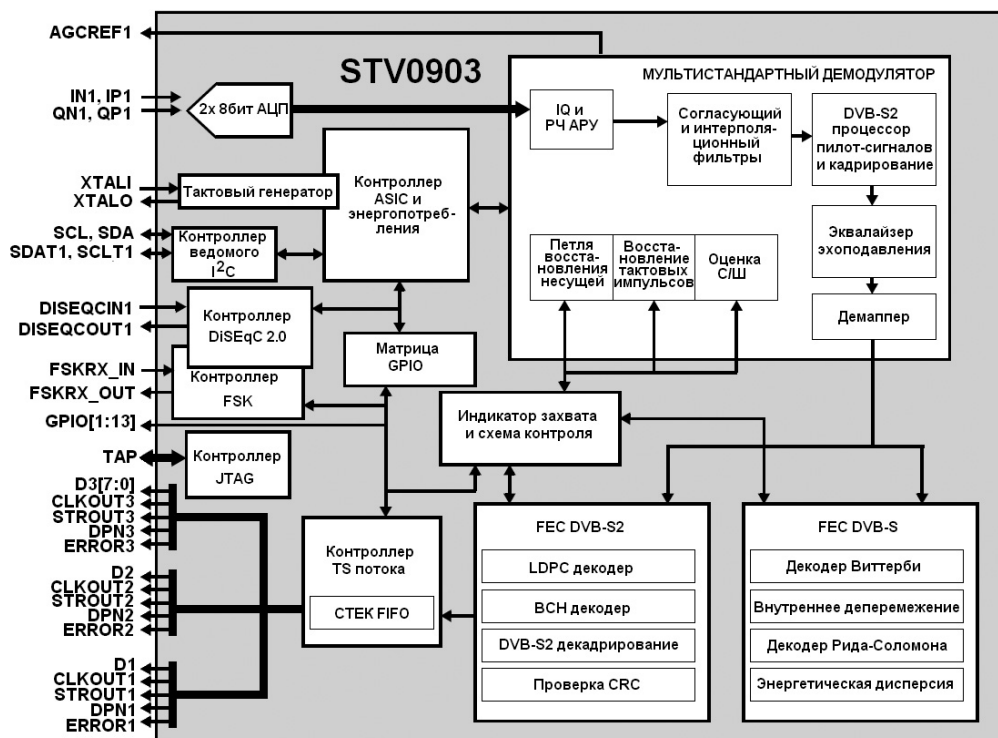 AGCREF1
STV0903
МУЛЬТИСТАНДАРТНЫЙ ДЕМОДУЛЯТОР
IN1, IP1
QN1, QP1
2х 8бит АЦП
IQ и
РЧ АРУ
Согласующий
и интерполя-
ционный
фильтры
DVB-S2
процессор
пилот-сигналов
и кадрирование
XTALI
XTALO
Тактовый генератор
Контроллер
ASIC и
энергопотреб-
ления
SCL, SDA
SDAT1, SCLT1
Контроллер
ведомого
I2C
Эквалайзер
эхоподавления
Петля
восста-
новления
несущей
Восста-
новление
тактовых
импульсов
Оценка
С/Ш
Демаппер
DISEQCIN1
DISEQCOUT1
Контроллер
DiSEqC 2.0
Матрица
GPIO
FSKRX_IN
FSKRX_OUT
Контроллер
FSK
GPIO[1:13]
Индикатор захвата
и схема контроля
TAP
Контроллер
JTAG
D3[7:0]
CLKOUT3
STROUT3
DPN3
ERROR3
D2
CLKOUT2
STROUT2
DPN2
ERROR2
D1
CLKOUT1
STROUT1
DPN1
ERROR1
Контроллер
TS потока
СТЕК FIFO
FEC DVB-S2
LDPC декодер
BCH декодер
DVB-S2 декадрирование
Проверка CRC
FEC DVB-S
Декодер Виттерби
Внутреннее деперемежение
Декодер Рида-Соломона
Энергетическая дисперсия